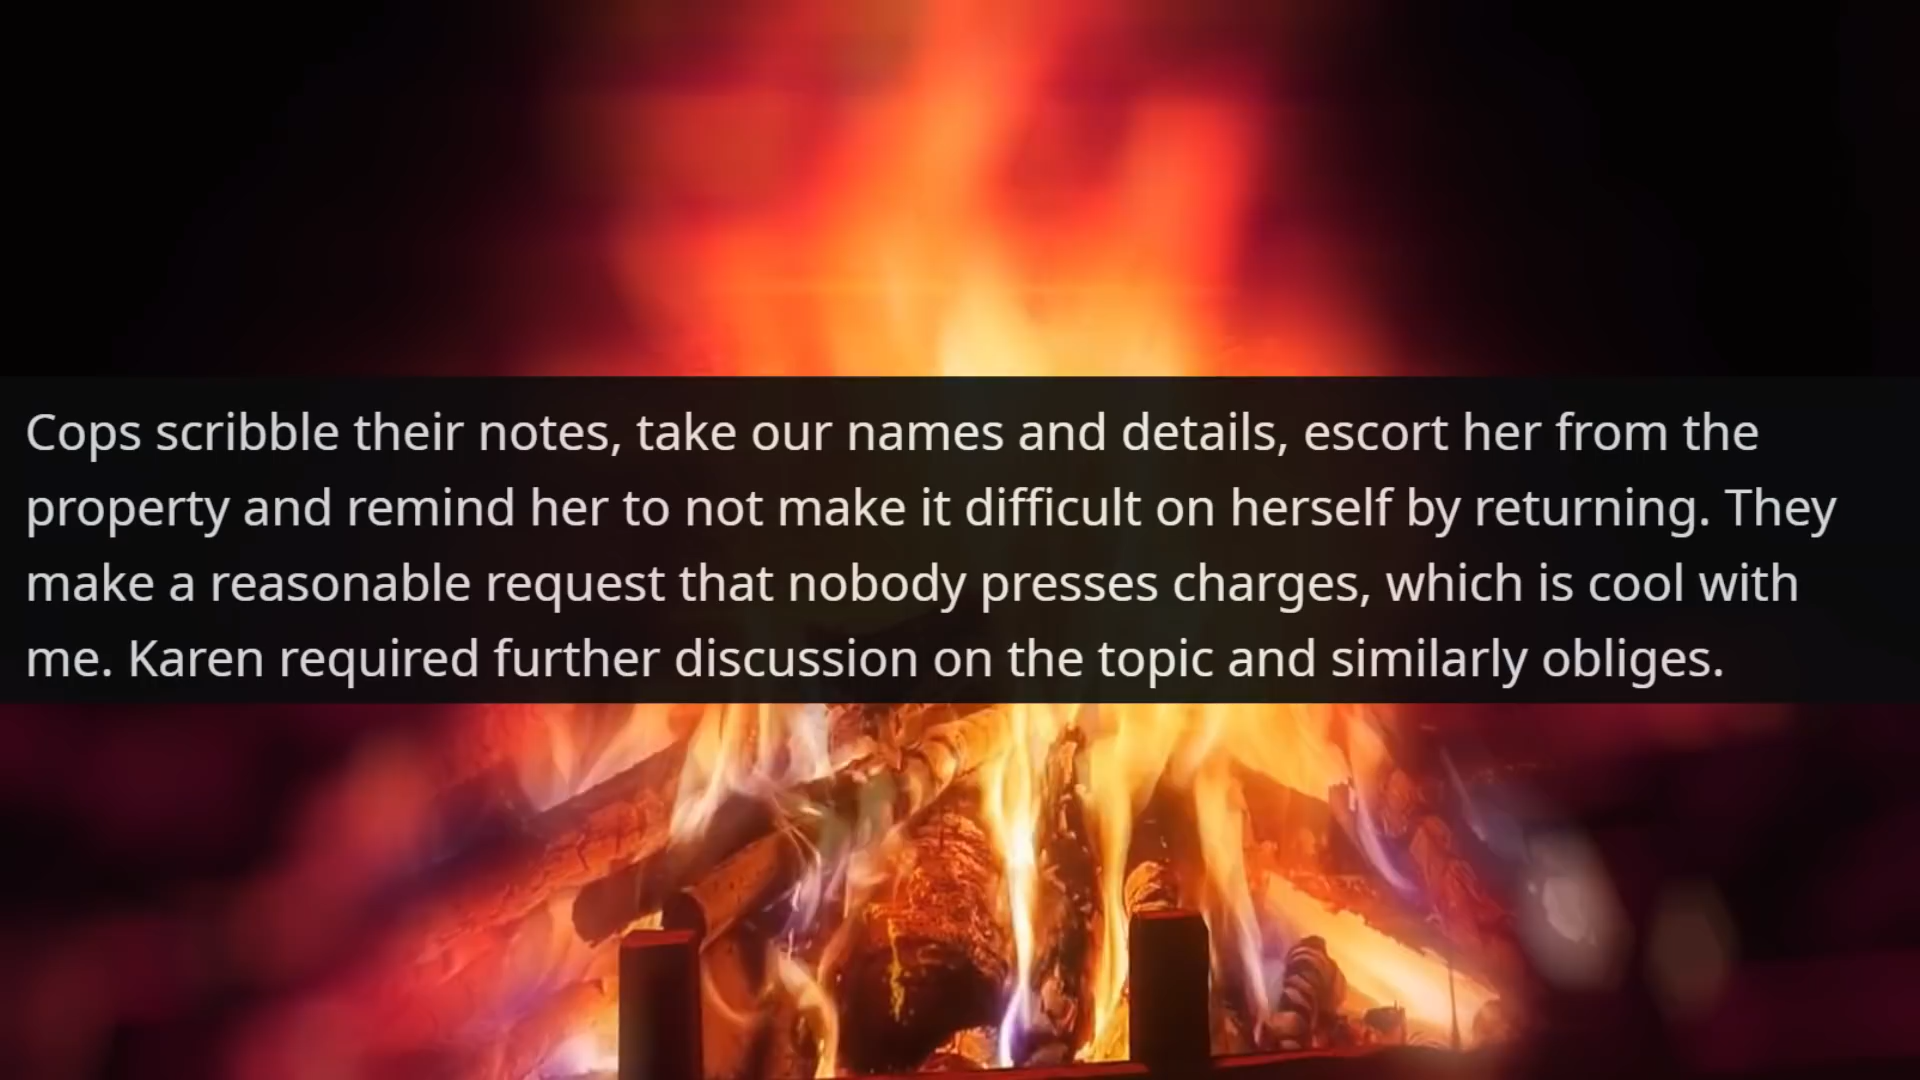 Cops scribble their notes, take our names and details, escort her from the
property and remind her to not make it difficult on herself by returning. They
make a reasonable request that nobody presses charges, which is cool with
me. Karen required further discussion on the topic and similarly obliges.